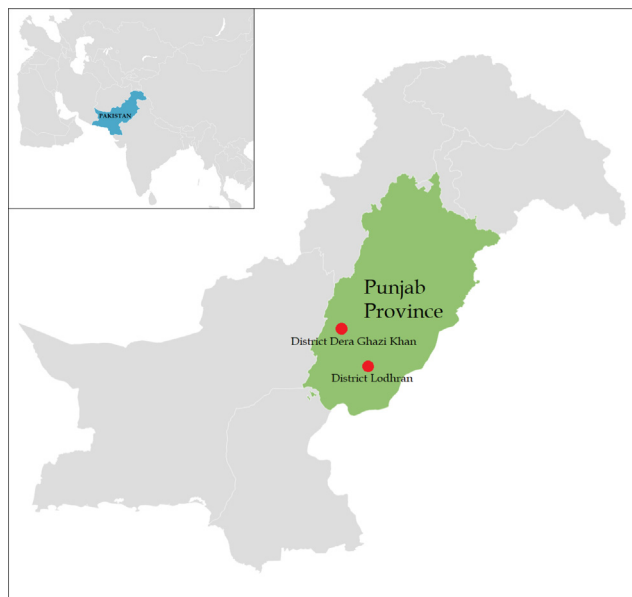 PAKISTAN
Punjab
Province
District Dera Ghazi Khan
District Lodhran